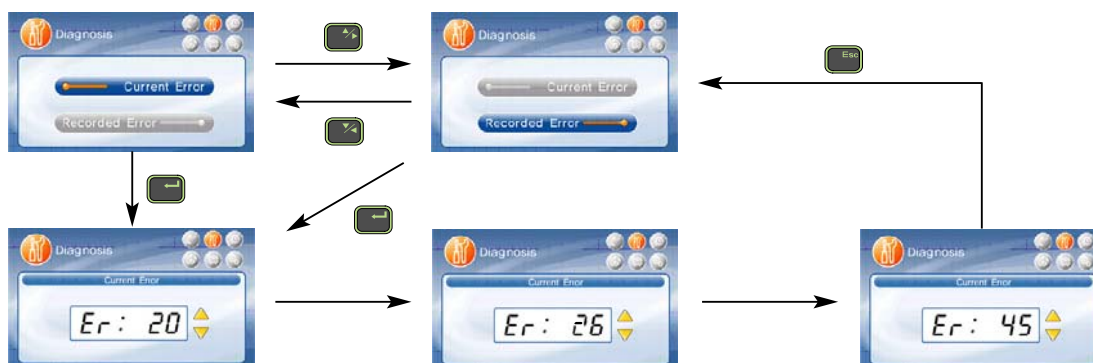 Diagnosis
Current Error
Recorded Error
Diagnosis
Current Error
Recorded Error
Esc
Diagnosis
Current Error
Er: 20
Diagnosis
Current Error
Er: 26
Diagnosis
Current Error
Er: 45